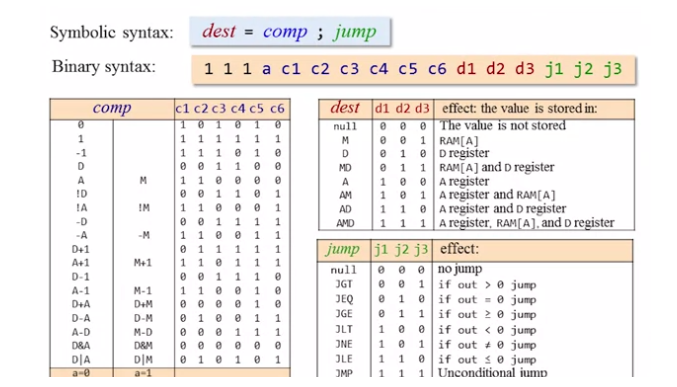 Symbolic syntax: dest = comp ; jump
Binary syntax: 1 1 1 a c1 c2 c3 c4 c5 c6 d1 d2 d3 j1 j2 j3
comp c1 c2 c3 c4 c5 c6
0 1 0 1 0 1 0
1 1 1 1 1 1 1
-1 1 1 1 0 1 0
D 0 0 1 1 0 0
A M 1 1 0 0 0 0
!D 0 0 1 1 0 1
!A !M 1 1 0 0 0 1
-D 0 0 1 1 1 1
-A -M 1 1 0 0 1 1
D+1 0 1 1 1 1 1
A+1 M+1 1 1 0 1 1 1
D-1 0 0 1 1 1 0
A-1 M-1 1 1 0 0 1 0
D+A D+M 0 0 0 0 1 0
D-A D-M 0 1 0 0 1 1
A-D M-D 0 0 0 1 1 1
D&A D&M 0 0 0 0 0 0
D|A D|M 0 1 0 1 0 1
a=0 a=1
dest d1 d2 d3 effect: the value is stored in:
null 0 0 0 The value is not stored
M 0 0 1 RAM[A]
D 0 1 0 D register
MD 0 1 1 RAM[A] and D register
A 1 0 0 A register
AM 1 0 1 A register and RAM[A]
AD 1 1 0 A register and D register
AMD 1 1 1 A register, RAM[A], and D register
jump j1 j2 j3 effect:
null 0 0 0 no jump
JGT 0 0 1 if out > 0 jump
JEQ 0 1 0 if out = 0 jump
JGE 0 1 1 if out ≥ 0 jump
JLT 1 0 0 if out < 0 jump
JNE 1 0 1 if out ≠ 0 jump
JLE 1 1 0 if out ≤ 0 jump
JMP 1 1 1 Unconditional jump